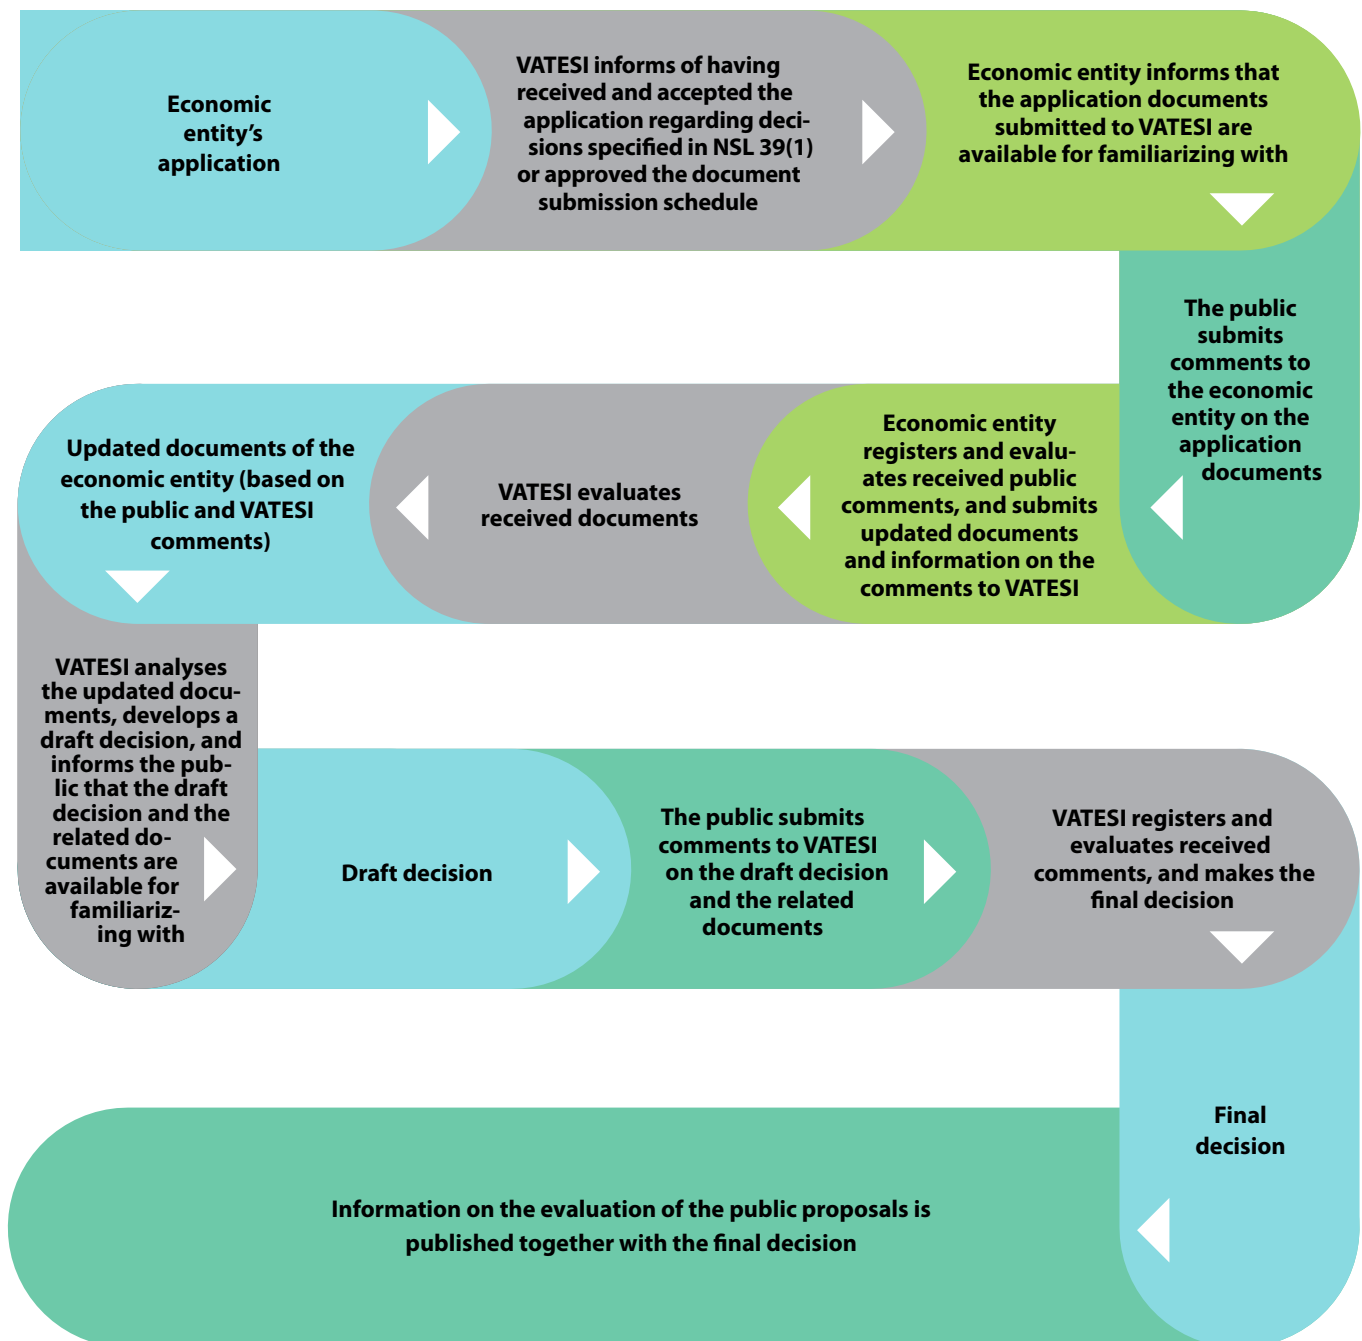 Economic
entity's
application
VATESI informs of having
received and accepted the
application regarding deci-
sions specified in NSL 39(1)
or approved the document
submission schedule
Economic entity informs that
the application documents
submitted to VATESI are
available for familiarizing with
The public
submits
comments to
the economic
entity on the
application
documents
Economic entity
registers and evalu-
ates received public
comments, and submits
updated documents
and information on the
comments to VATESI
VATESI evaluates
received documents
Updated documents of the
economic entity (based on
the public and VATESI
comments)
VATESI analyses
the updated docu-
ments, develops a
draft decision, and
informs the pub-
lic that the draft
decision and the
related do-
cuments are
available for
familiariz-
ing with
Draft decision
The public submits
comments to VATESI
on the draft decision
and the related
documents
VATESI registers and
evaluates received
comments, and makes the
final decision
Final
decision
Information on the evaluation of the public proposals is
published together with the final decision